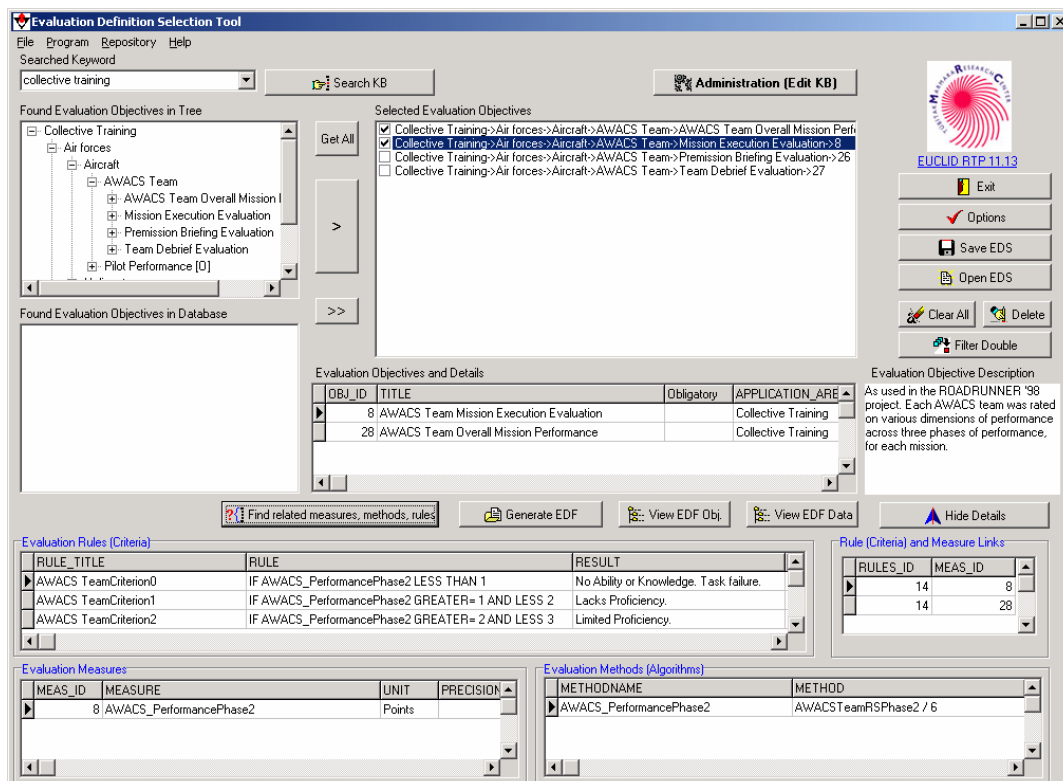 Evaluation Definition Selection Tool
File Program Repository Help
Searched Keyword
collective training
Search KB
Administration (Edit KB)
Found Evaluation Objectives in Tree
Collective Training
Air forces
Aircraft
AWACS Team
AWACS Team Overall Mission
Mission Execution Evaluation
Premission Briefing Evaluation
Team Debrief Evaluation
Pilot Performance [0]
Get All
>
>>
Selected Evaluation Objectives
Collective Training->Air forces->Aircraft->AWACS Team->AWACS Team Overall Mission Perf
Collective Training->Air forces->Aircraft->AWACS Team->Mission Execution Evaluation->8
Collective Training->Air forces->Aircraft->AWACS Team->Premission Briefing Evaluation->26
Collective Training->Air forces->Aircraft->AWACS Team->Team Debrief Evaluation->27
TUBITAK MARMARA RESEARCH CENTER
EUCLID RTP 11.13
Exit
Options
Save EDS
Open EDS
Clear All Delete
Filter Double
Found Evaluation Objectives in Database
Evaluation Objectives and Details
OBJ_ID TITLE Obligatory APPLICATION_ARE
8 AWACS Team Mission Execution Evaluation Collective Training
28 AWACS Team Overall Mission Performance Collective Training
Evaluation Objective Description
As used in the ROADRUNNER '98
project. Each AWACS team was rated
on various dimensions of performance
across three phases of performance,
for each mission.
Find related measures, methods, rules
Generate EDF
View EDF Obj.
View EDF Data
Hide Details
Evaluation Rules (Criteria)
RULE_TITLE RULE RESULT
AWACS TeamCriterion0 IF AWACS_PerformancePhase2 LESS THAN 1 No Ability or Knowledge. Task failure.
AWACS TeamCriterion1 IF AWACS_PerformancePhase2 GREATER= 1 AND LESS 2 Lacks Proficiency.
AWACS TeamCriterion2 IF AWACS_PerformancePhase2 GREATER= 2 AND LESS 3 Limited Proficiency.
Rule (Criteria) and Measure Links
RULES_ID MEAS_ID
14 8
14 28
Evaluation Measures
MEAS_ID MEASURE UNIT PRECISION
8 AWACS_PerformancePhase2 Points
Evaluation Methods (Algorithms)
METHODNAME METHOD
AWACS_PerformancePhase2 AWACSTeamRSPhase2 / 6